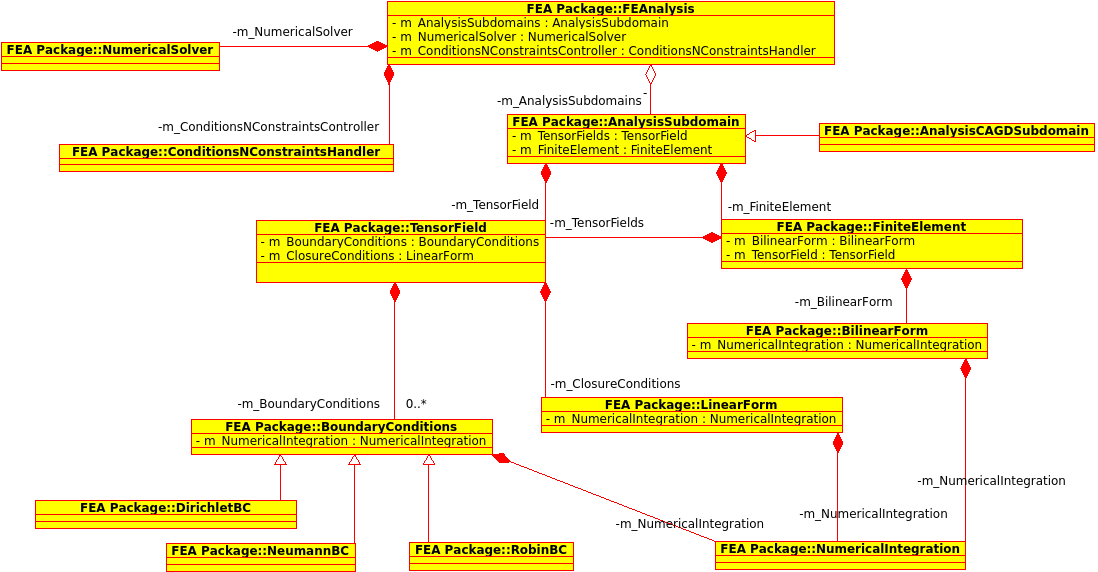 FEA Package::FEAnalysis
- m_AnalysisSubdomains : AnalysisSubdomain
- m_NumericalSolver : NumericalSolver
- m_ConditionsNConstraintsController : ConditionsNConstraintsHandler
-m_NumericalSolver
FEA Package::NumericalSolver
-m_AnalysisSubdomains
-
-m_ConditionsNConstraintsController
FEA Package::ConditionsNConstraintsHandler
FEA Package::AnalysisSubdomain
- m_TensorFields : TensorField
- m_FiniteElement : FiniteElement
FEA Package::AnalysisCAGDSubdomain
-m_TensorField
-m_FiniteElement
-m_TensorFields
FEA Package::TensorField
- m_BoundaryConditions : BoundaryConditions
- m_ClosureConditions : LinearForm
FEA Package::FiniteElement
- m_BilinearForm : BilinearForm
- m_TensorField : TensorField
-m_BilinearForm
FEA Package::BilinearForm
- m_NumericalIntegration : NumericalIntegration
-m_ClosureConditions
-m_BoundaryConditions
0..*
FEA Package::LinearForm
- m_NumericalIntegration : NumericalIntegration
FEA Package::BoundaryConditions
- m_NumericalIntegration : NumericalIntegration
-m_NumericalIntegration
-m_NumericalIntegration
-m_NumericalIntegration
FEA Package::DirichletBC
FEA Package::NeumannBC
FEA Package::RobinBC
FEA Package::NumericalIntegration